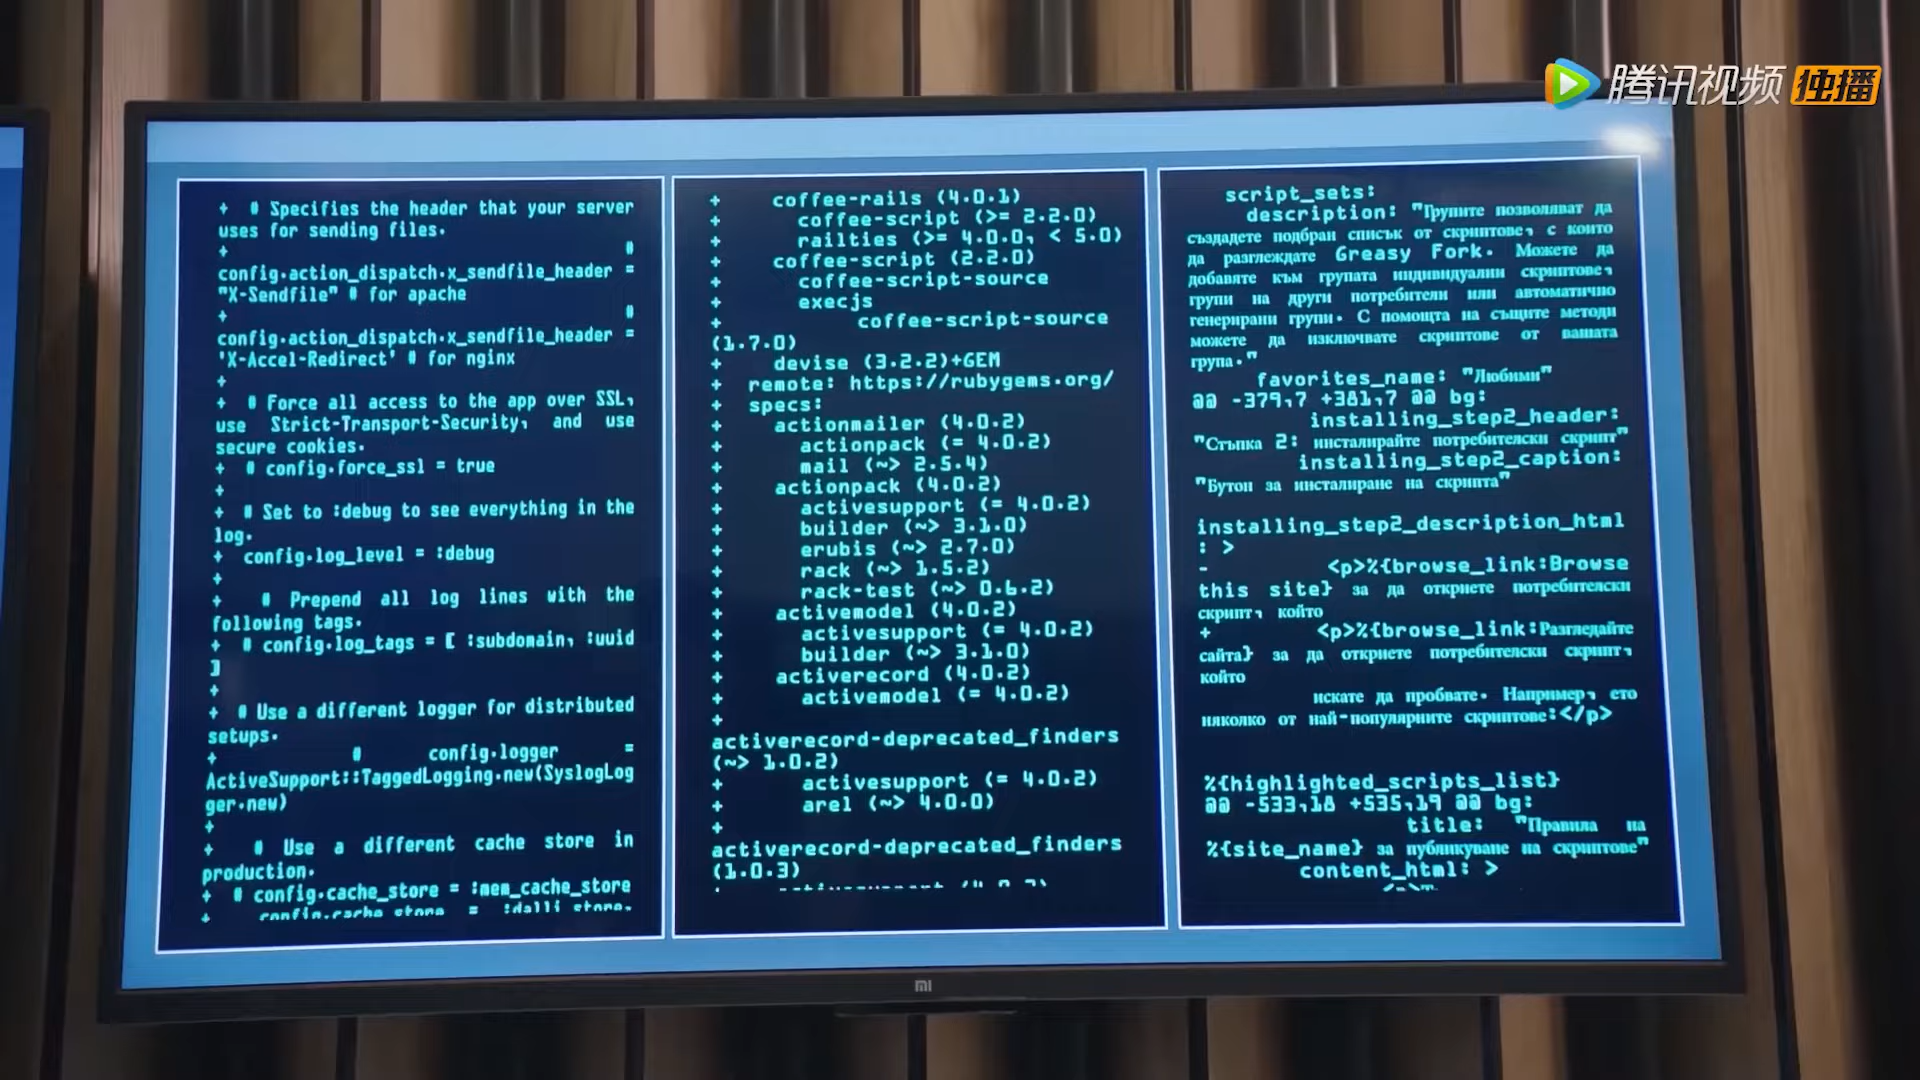 腾讯视频 独播
+ # Specifies the header that your server
uses for sending files.
+ #
config.action_dispatch.x_sendfile_header =
"X-Sendfile" # for apache
+ #
config.action_dispatch.x_sendfile_header =
'X-Accel-Redirect' # for nginx
+
+ # Force all access to the app over SSL,
use Strict-Transport-Security, and use
secure cookies.
+ # config.force_ssl = true
+
+ # Set to :debug to see everything in the
log.
+ config.log_level = :debug
+
+ # Prepend all log lines with the
following tags.
+ # config.log_tags = [ :subdomain, :uuid
]
+
+ # Use a different logger for distributed
setups.
+ # config.logger =
ActiveSupport::TaggedLogging.new(SyslogLog
ger.new)
+
+ # Use a different cache store in
production.
+ # config.cache_store = :mem_cache_store
+ config.cache_store = :dalli_store,
+ coffee-rails (4.0.1)
+ coffee-script (>= 2.2.0)
+ railties (>= 4.0.0, < 5.0)
+ coffee-script (2.2.0)
+ coffee-script-source
+ execjs
+ coffee-script-source
(1.7.0)
+ devise (3.2.2)+GEM
+ remote: https://rubygems.org/
+ specs:
+ actionmailer (4.0.2)
+ actionpack (= 4.0.2)
+ mail (~> 2.5.4)
+ actionpack (4.0.2)
+ activesupport (= 4.0.2)
+ builder (~> 3.1.0)
+ erubis (~> 2.7.0)
+ rack (~> 1.5.2)
+ rack-test (~> 0.6.2)
+ activemodel (4.0.2)
+ activesupport (= 4.0.2)
+ builder (~> 3.1.0)
+ activerecord (4.0.2)
+ activemodel (= 4.0.2)
+
activerecord-deprecated_finders
(~> 1.0.2)
+ activesupport (= 4.0.2)
+ arel (~> 4.0.0)
+
activerecord-deprecated_finders
(1.0.3)
script_sets:
description: "Групите позволяват да
създадете подбран списък от скриптове, с които
да разглеждате Greasy Fork. Можете да
добавяте към групата индивидуални скриптове,
групи на други потребители или автоматично
генерирани групи. С помощта на същите методи
можете да изключвате скриптове от вашата
група."
favorites_name: "Любими"
@@ -379,7 +381,7 @@ bg:
installing_step2_header:
"Стъпка 2: инсталирайте потребителски скрипт"
installing_step2_caption:
"Бутон за инсталиране на скрипта"
installing_step2_description_html
: >
- <p>%{browse_link:Browse
this site} за да откриете потребителски
скрипт, който
+ <p>%{browse_link:Разгледайте
сайта} за да откриете потребителски скрипт,
който
искате да пробвате. Например, ето
няколко от най-популярните скриптове:</p>
%{highlighted_scripts_list}
@@ -533,18 +535,19 @@ bg:
title: "Правила на
%{site_name} за публикуване на скриптове"
content_html: >
mi